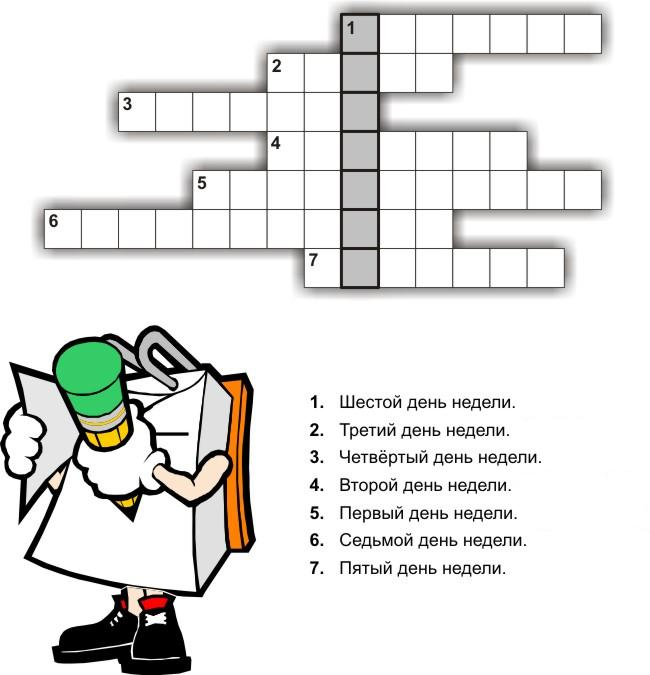 1
2
3
4
5
6
7
1. Шестой день недели.
2. Третий день недели.
3. Четвёртый день недели.
4. Второй день недели.
5. Первый день недели.
6. Седьмой день недели.
7. Пятый день недели.